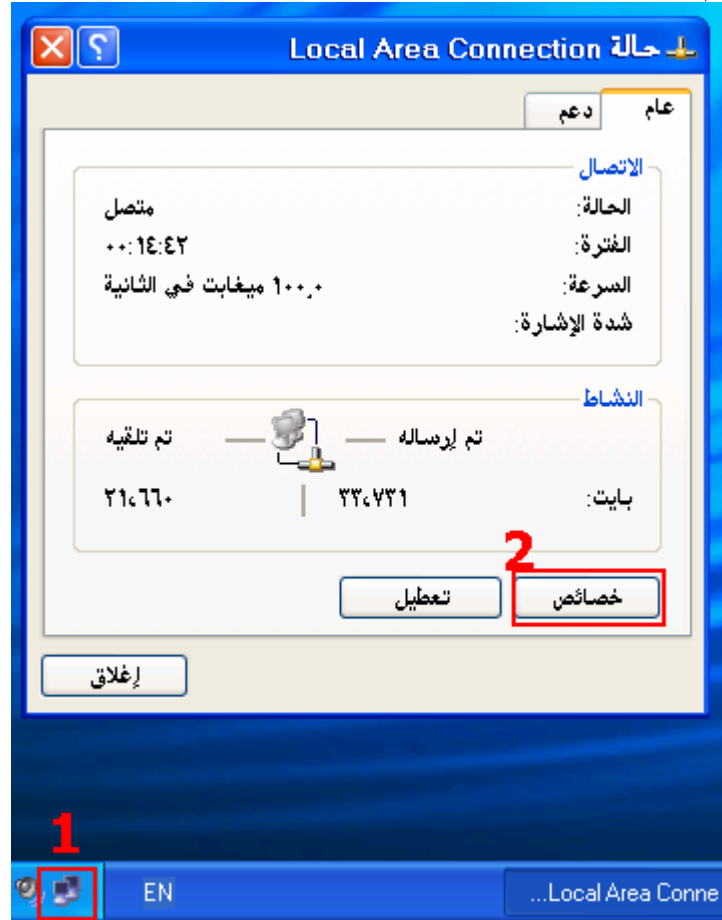 حالة Local Area Connection
عام
دعم
الاتصال
الحالة: متصل
الفترة: ٠٠:١٤:٤٢
السرعة: ١٠٠,٠ ميغابت في الثانية
شدة الإشارة:
النشاط
تم إرساله — تم تلقيه
بايت: ٣٣،٧٣١ | ٢١،٦٦٠
2
خصائص
تعطيل
إغلاق
1
EN
...Local Area Conne